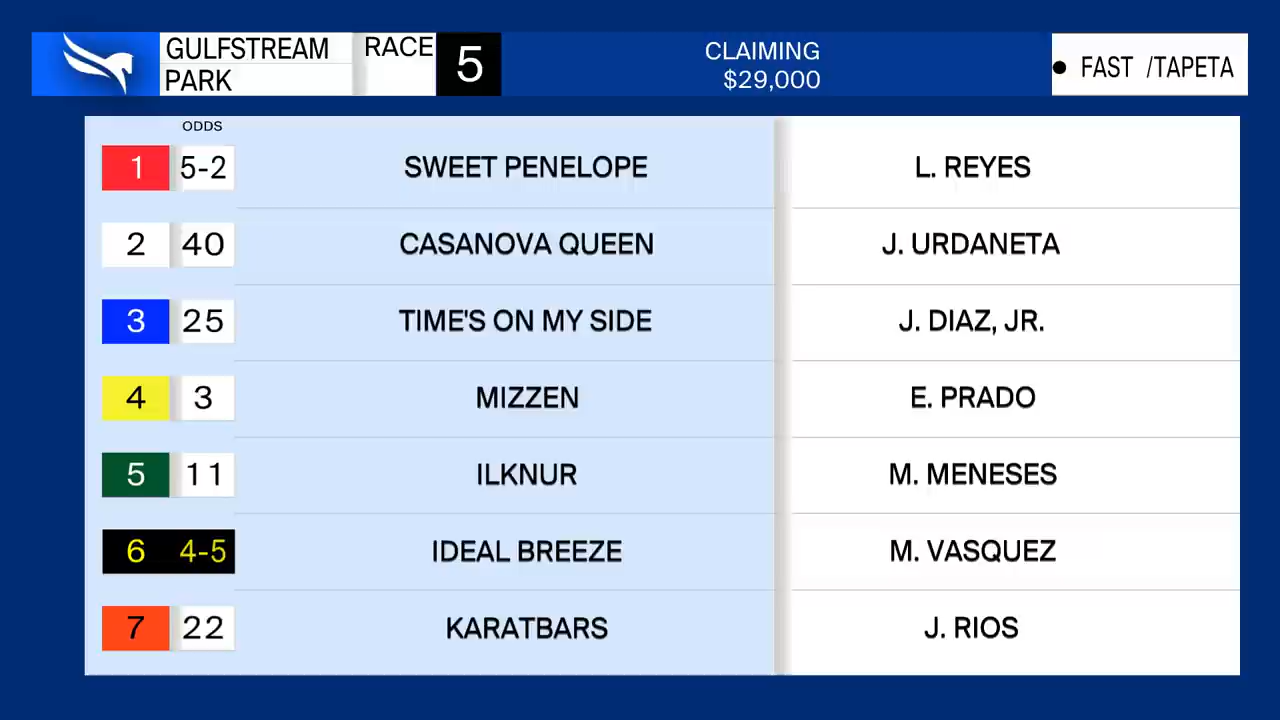 GULFSTREAM PARK RACE 5 CLAIMING $29,000 ● FAST /TAPETA
ODDS
1 5-2 SWEET PENELOPE L. REYES
2 40 CASANOVA QUEEN J. URDANETA
3 25 TIME'S ON MY SIDE J. DIAZ, JR.
4 3 MIZZEN E. PRADO
5 11 ILKNUR M. MENESES
6 4-5 IDEAL BREEZE M. VASQUEZ
7 22 KARATBARS J. RIOS